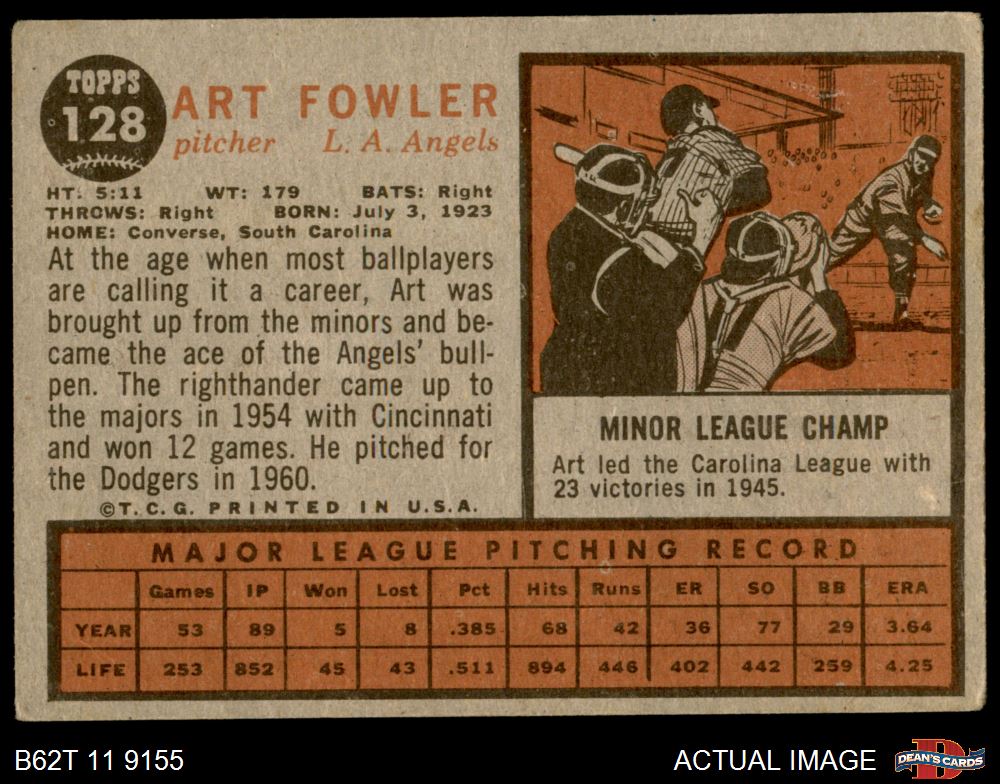 TOPPS
128
ART FOWLER
pitcher L. A. Angels
HT: 5:11 WT: 179 BATS: Right
THROWS: Right BORN: July 3, 1923
HOME: Converse, South Carolina
At the age when most ballplayers
are calling it a career, Art was
brought up from the minors and be-
came the ace of the Angels' bull-
pen. The righthander came up to
the majors in 1954 with Cincinnati
and won 12 games. He pitched for
the Dodgers in 1960.
©T. C. G. PRINTED IN U.S.A.
MINOR LEAGUE CHAMP
Art led the Carolina League with
23 victories in 1945.
MAJOR LEAGUE PITCHING RECORD
Games IP Won Lost Pct Hits Runs ER SO BB ERA
YEAR 53 89 5 8 .385 68 42 36 77 29 3.64
LIFE 253 852 45 43 .511 894 446 402 442 259 4.25
B62T 11 9155 ACTUAL IMAGE DEAN'S CARDS